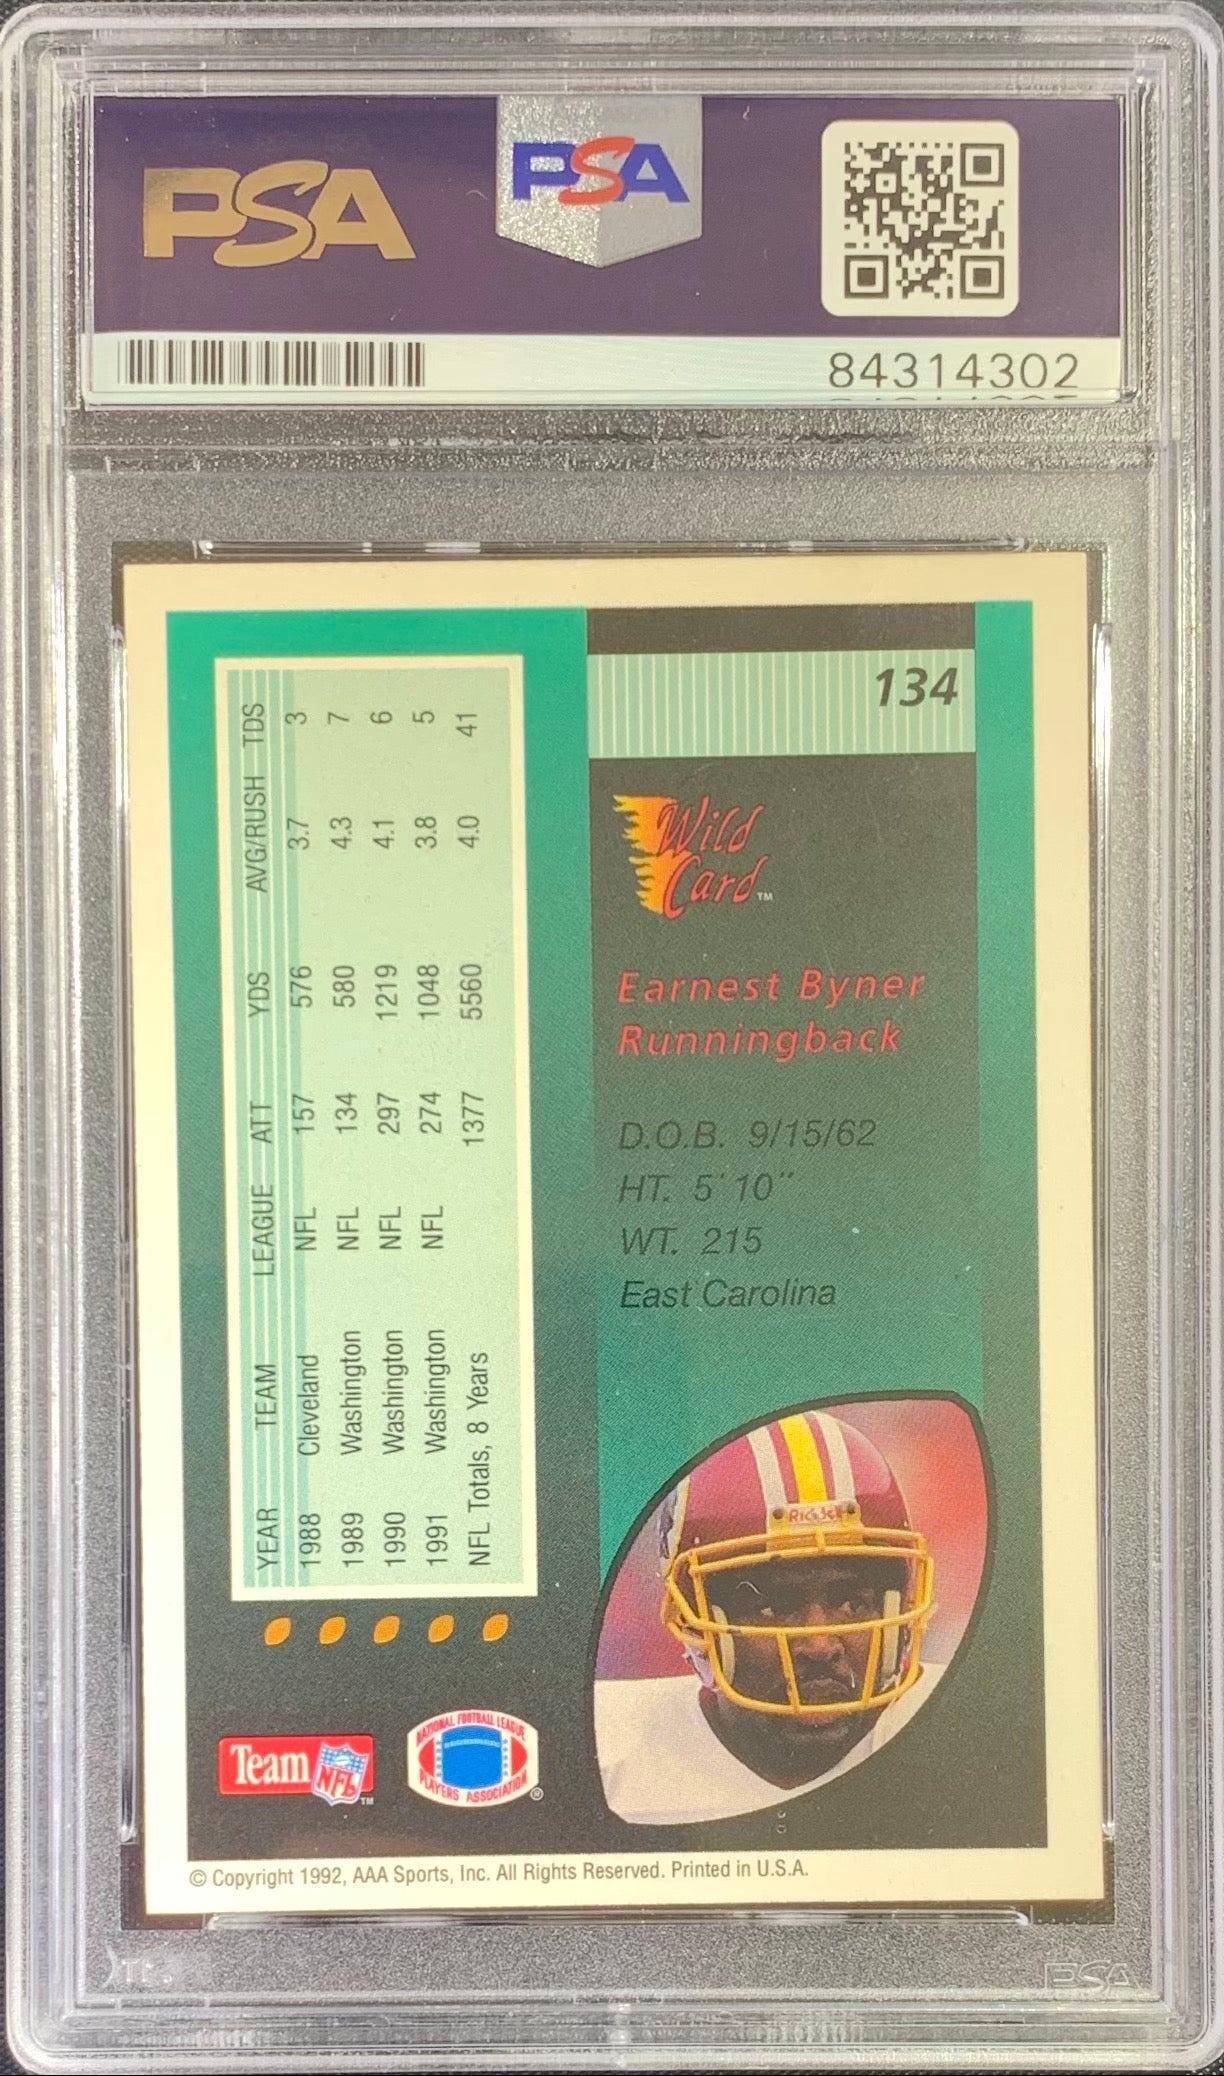 PSA
PSA
84314302
134
Wild
Card™
Earnest Byner
Runningback
D.O.B. 9/15/62
HT. 5' 10"
WT. 215
East Carolina
YEAR TEAM LEAGUE ATT YDS AVG/RUSH TDS
1988 Cleveland NFL 157 576 3.7 3
1989 Washington NFL 134 580 4.3 7
1990 Washington NFL 297 1219 4.1 6
1991 Washington NFL 274 1048 3.8 5
NFL Totals, 8 Years 1377 5560 4.0 41
Riddell
Team NFL™
NATIONAL FOOTBALL LEAGUE
PLAYERS ASSOCIATION®
© Copyright 1992, AAA Sports, Inc. All Rights Reserved. Printed in U.S.A.
PSA